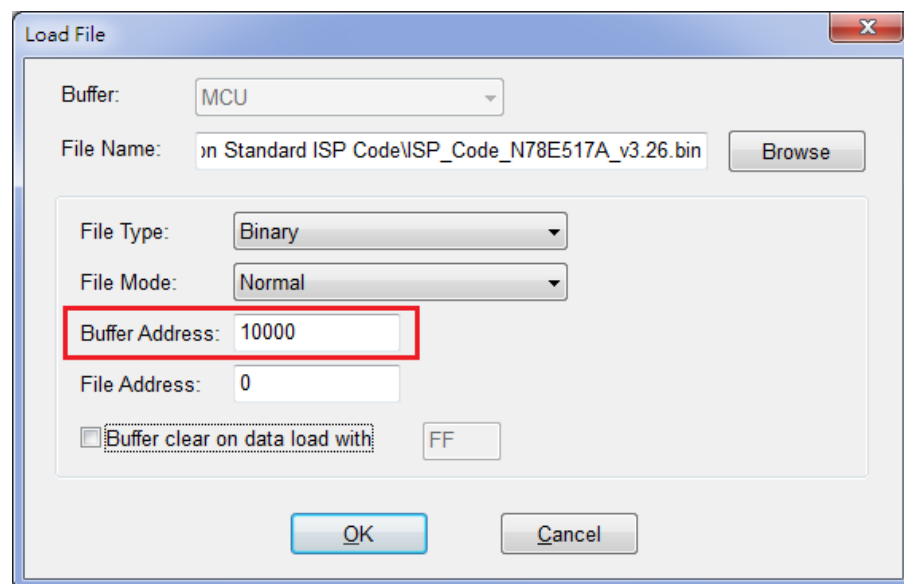 Load File
Buffer: MCU
File Name: on Standard ISP Code\ISP_Code_N78E517A_v3.26.bin Browse
File Type: Binary
File Mode: Normal
Buffer Address: 10000
File Address: 0
Buffer clear on data load with FF
OK Cancel